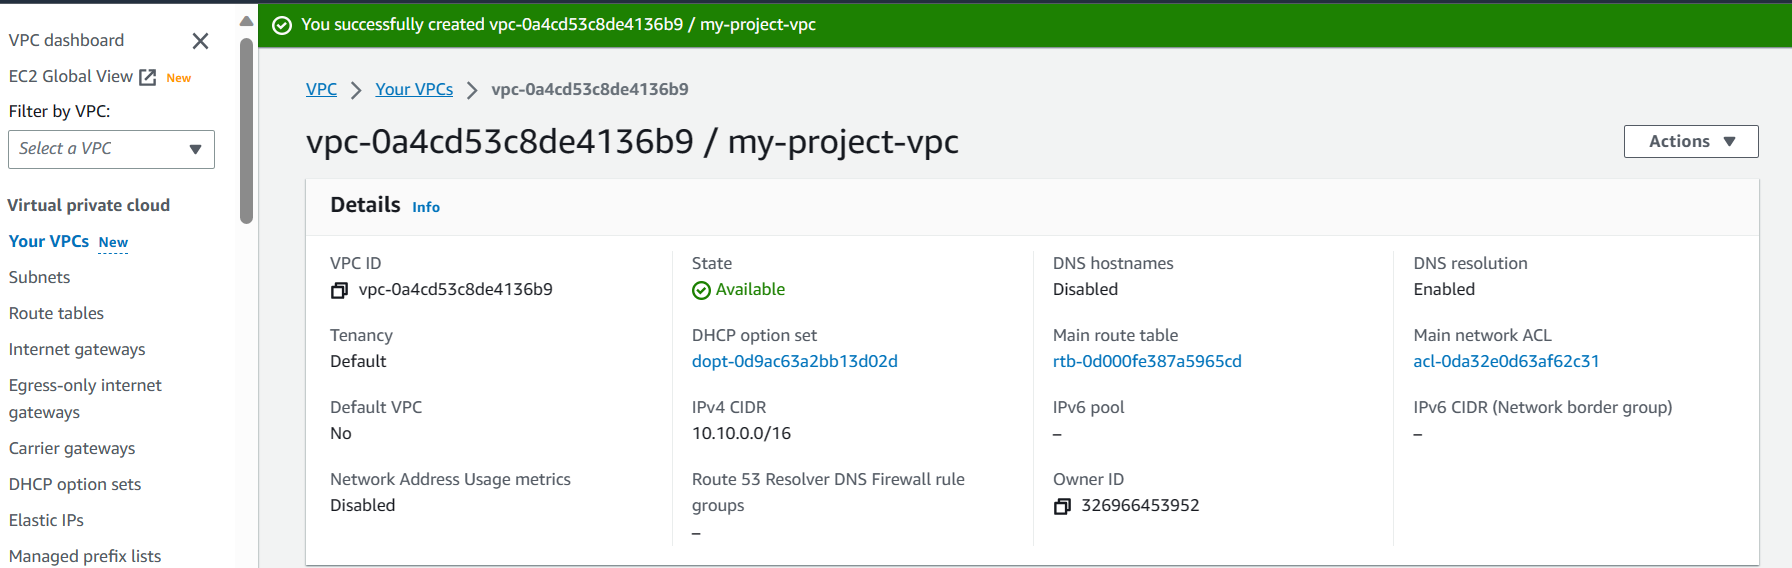 You successfully created vpc-0a4cd53c8de4136b9 / my-project-vpc
VPC dashboard
EC2 Global View New
Filter by VPC:
Select a VPC
Virtual private cloud
Your VPCs New
Subnets
Route tables
Internet gateways
Egress-only internet
gateways
Carrier gateways
DHCP option sets
Elastic IPs
Managed prefix lists
VPC > Your VPCs > vpc-0a4cd53c8de4136b9
vpc-0a4cd53c8de4136b9 / my-project-vpc
Actions
Details Info
VPC ID
vpc-0a4cd53c8de4136b9
State
Available
DNS hostnames
Disabled
DNS resolution
Enabled
Tenancy
Default
DHCP option set
dopt-0d9ac63a2bb13d02d
Main route table
rtb-0d000fe387a5965cd
Main network ACL
acl-0da32e0d63af62c31
Default VPC
No
IPv4 CIDR
10.10.0.0/16
IPv6 pool
–
IPv6 CIDR (Network border group)
–
Network Address Usage metrics
Disabled
Route 53 Resolver DNS Firewall rule
groups
–
Owner ID
326966453952